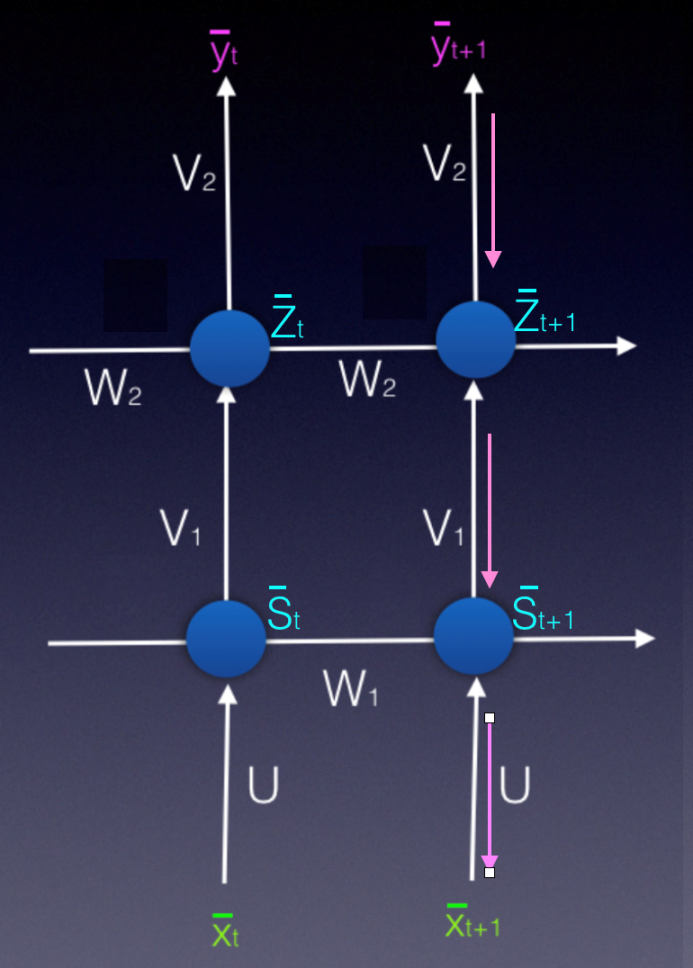 ȳt ȳt+1
V2 V2
Z̄t Z̄t+1
W2 W2
V1 V1
S̄t S̄t+1
W1
U U
x̄t x̄t+1